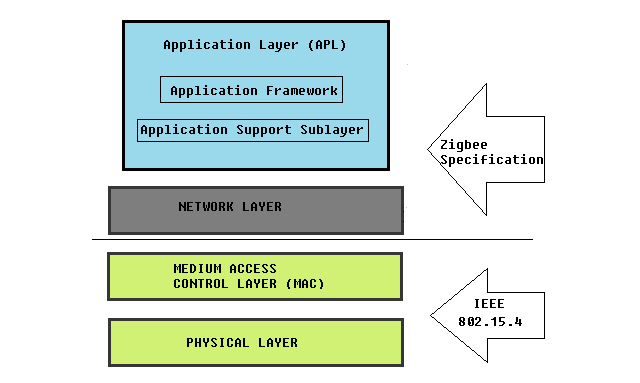 Application Layer (APL)
Application Framework
Application Support Sublayer
Zigbee
Specification
NETWORK LAYER
MEDIUM ACCESS
CONTROL LAYER (MAC)
IEEE
802.15.4
PHYSICAL LAYER